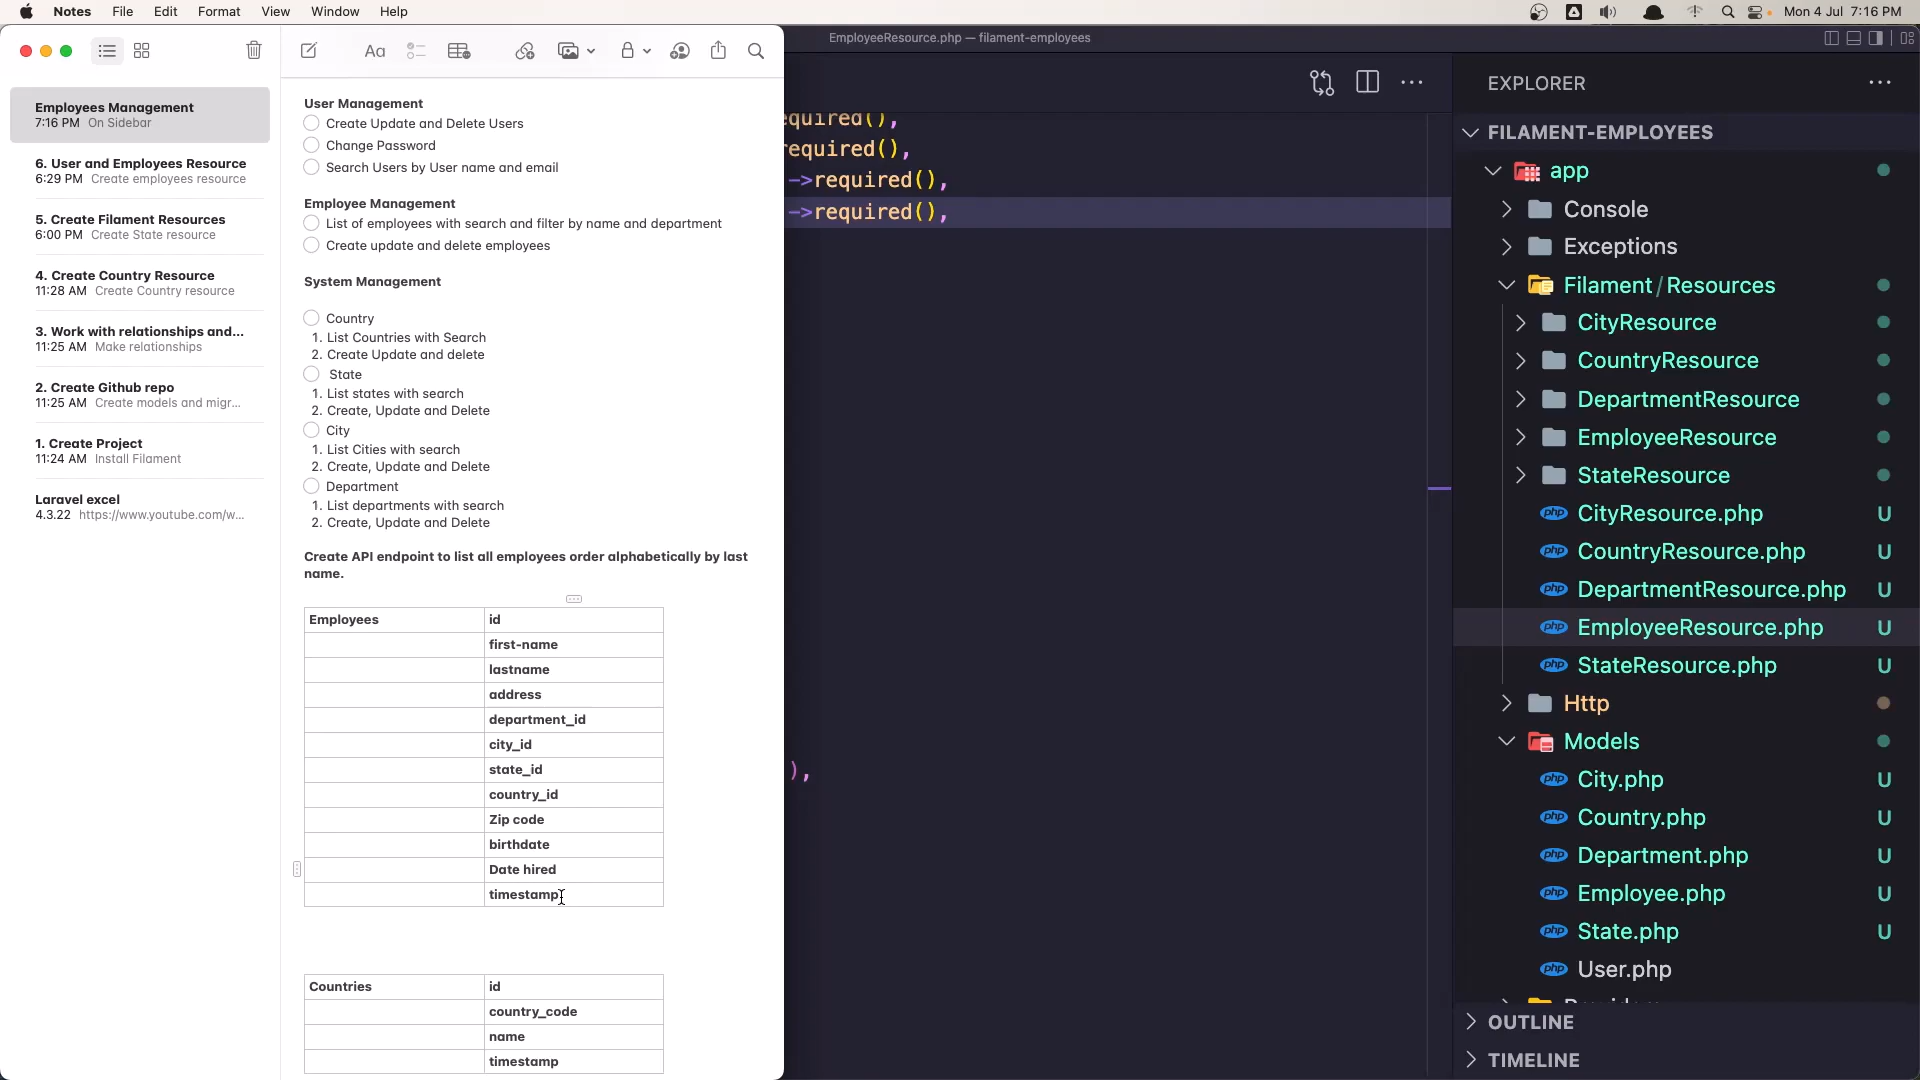 Notes File Edit Format View Window Help
Mon 4 Jul 7:16 PM
Employees Management
7:16 PM On Sidebar
6. User and Employees Resource
6:29 PM Create employees resource
5. Create Filament Resources
6:00 PM Create State resource
4. Create Country Resource
11:28 AM Create Country resource
3. Work with relationships and...
11:25 AM Make relationships
2. Create Github repo
11:25 AM Create models and migr...
1. Create Project
11:24 AM Install Filament
Laravel excel
4.3.22 https://www.youtube.com/w...
Aa
User Management
Create Update and Delete Users
Change Password
Search Users by User name and email
Employee Management
List of employees with search and filter by name and department
Create update and delete employees
System Management
Country
1. List Countries with Search
2. Create Update and delete
State
1. List states with search
2. Create, Update and Delete
City
1. List Cities with search
2. Create, Update and Delete
Department
1. List departments with search
2. Create, Update and Delete
Create API endpoint to list all employees order alphabetically by last
name.
Employees id
first-name
lastname
address
department_id
city_id
state_id
country_id
Zip code
birthdate
Date hired
timestamp
Countries id
country_code
name
timestamp
EmployeeResource.php — filament-employees
equired(),
required(),
->required(),
->required(),
),
EXPLORER
FILAMENT-EMPLOYEES
app
Console
Exceptions
Filament/Resources
CityResource
CountryResource
DepartmentResource
EmployeeResource
StateResource
CityResource.php U
CountryResource.php U
DepartmentResource.php U
EmployeeResource.php U
StateResource.php U
Http
Models
City.php U
Country.php U
Department.php U
Employee.php U
State.php U
User.php
OUTLINE
TIMELINE